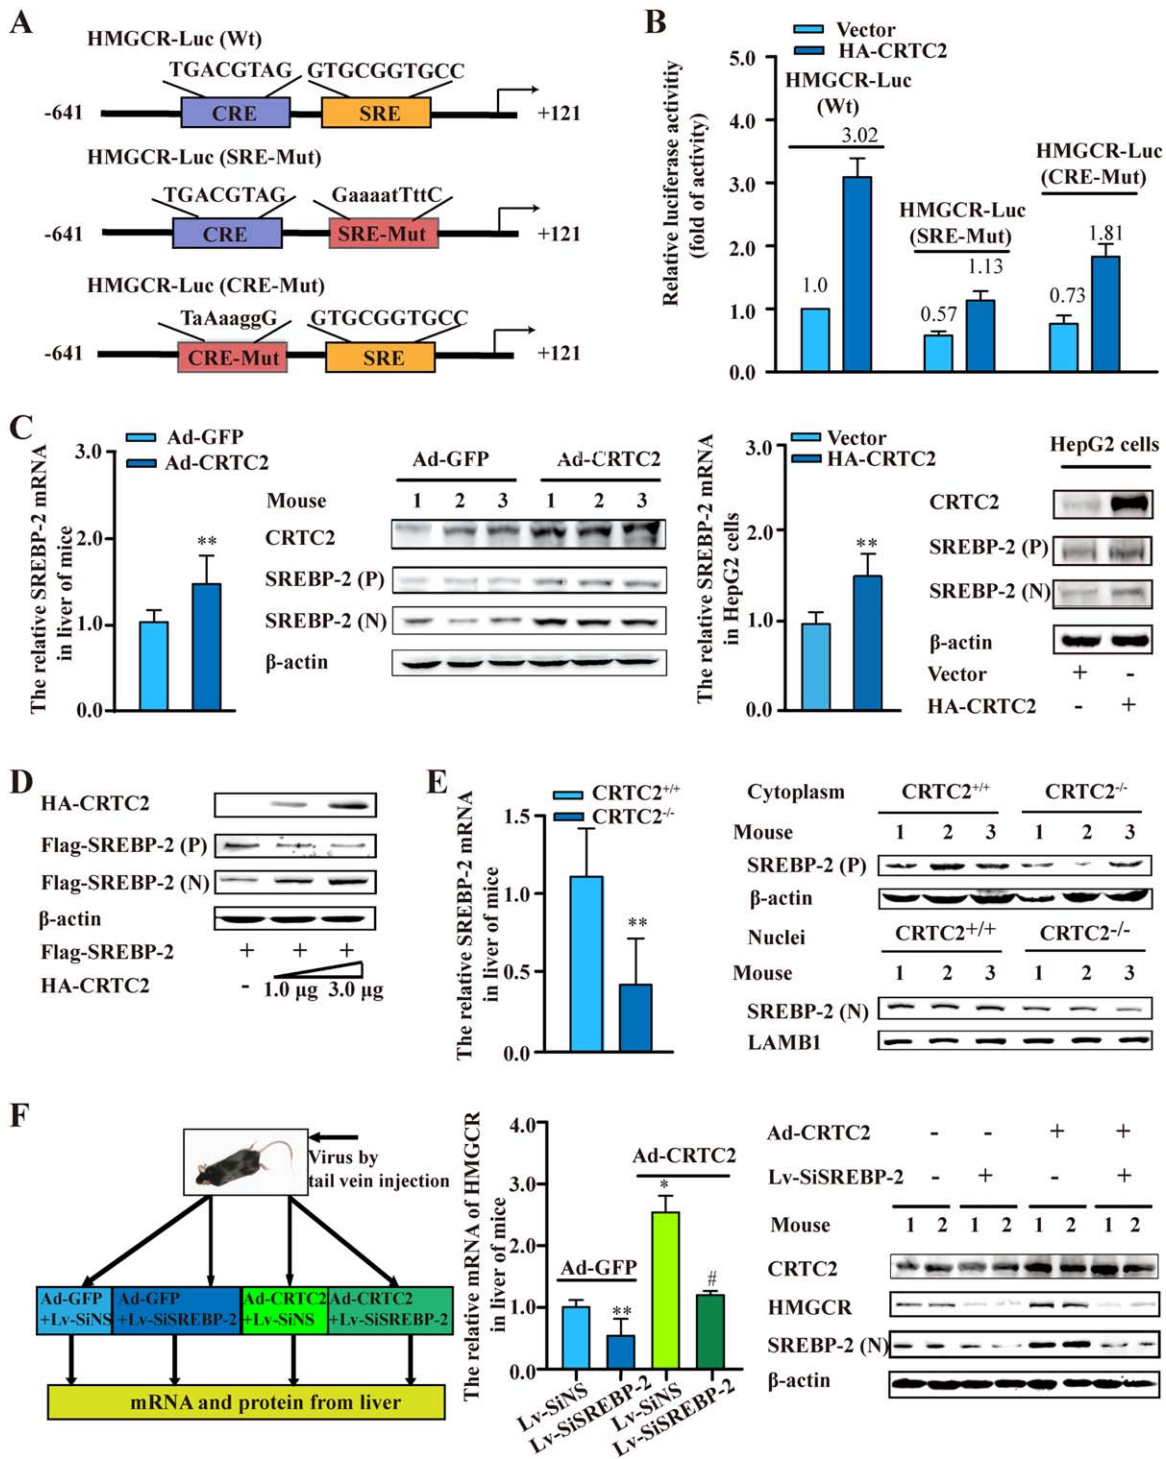 A
HMGCR-Luc (Wt)
TGACGTAG GTGCGGTGCC
-641 CRE SRE +121
HMGCR-Luc (SRE-Mut)
TGACGTAG GaaaatTttC
-641 CRE SRE-Mut +121
HMGCR-Luc (CRE-Mut)
TaAaaggG GTGCGGTGCC
-641 CRE-Mut SRE +121
B
Vector
HA-CRTC2
Relative luciferase activitiy
(fold of activity)
5.0
4.0
3.0
2.0
1.0
0.0
HMGCR-Luc
(Wt)
3.02
1.0
HMGCR-Luc
(SRE-Mut)
1.13
0.57
HMGCR-Luc
(CRE-Mut)
1.81
0.73
C
Ad-GFP
Ad-CRTC2
The relative SREBP-2 mRNA
in liver of mice
3.0
2.0
1.0
0.0
**
Ad-GFP Ad-CRTC2
Mouse 1 2 3 1 2 3
CRTC2
SREBP-2 (P)
SREBP-2 (N)
β-actin
Vector
HA-CRTC2
The relative SREBP-2 mRNA
in HepG2 cells
3.0
2.0
1.0
0.0
**
HepG2 cells
CRTC2
SREBP-2 (P)
SREBP-2 (N)
β-actin
Vector + -
HA-CRTC2 - +
D
HA-CRTC2
Flag-SREBP-2 (P)
Flag-SREBP-2 (N)
β-actin
Flag-SREBP-2 + + +
HA-CRTC2 - 1.0 μg 3.0 μg
E
CRTC2+/+
CRTC2-/-
The relative SREBP-2 mRNA
in liver of mice
1.5
1.0
0.5
0.0
**
Cytoplasm CRTC2+/+ CRTC2-/-
Mouse 1 2 3 1 2 3
SREBP-2 (P)
β-actin
Nuclei CRTC2+/+ CRTC2-/-
Mouse 1 2 3 1 2 3
SREBP-2 (N)
LAMB1
F
Virus by
tail vein injection
Ad-GFP
+Lv-SiNS
Ad-GFP
+Lv-SiSREBP-2
Ad-CRTC2
+Lv-SiNS
Ad-CRTC2
+Lv-SiSREBP-2
mRNA and protein from liver
The relative mRNA of HMGCR
in liver of mice
4.0
3.0
2.0
1.0
0.0
Ad-GFP
**
Ad-CRTC2
*
#
Lv-SiNS
Lv-SiSREBP-2
Lv-SiNS
Lv-SiSREBP-2
Ad-CRTC2 - - + +
Lv-SiSREBP-2 - + - +
Mouse 1 2 1 2 1 2 1 2
CRTC2
HMGCR
SREBP-2 (N)
β-actin